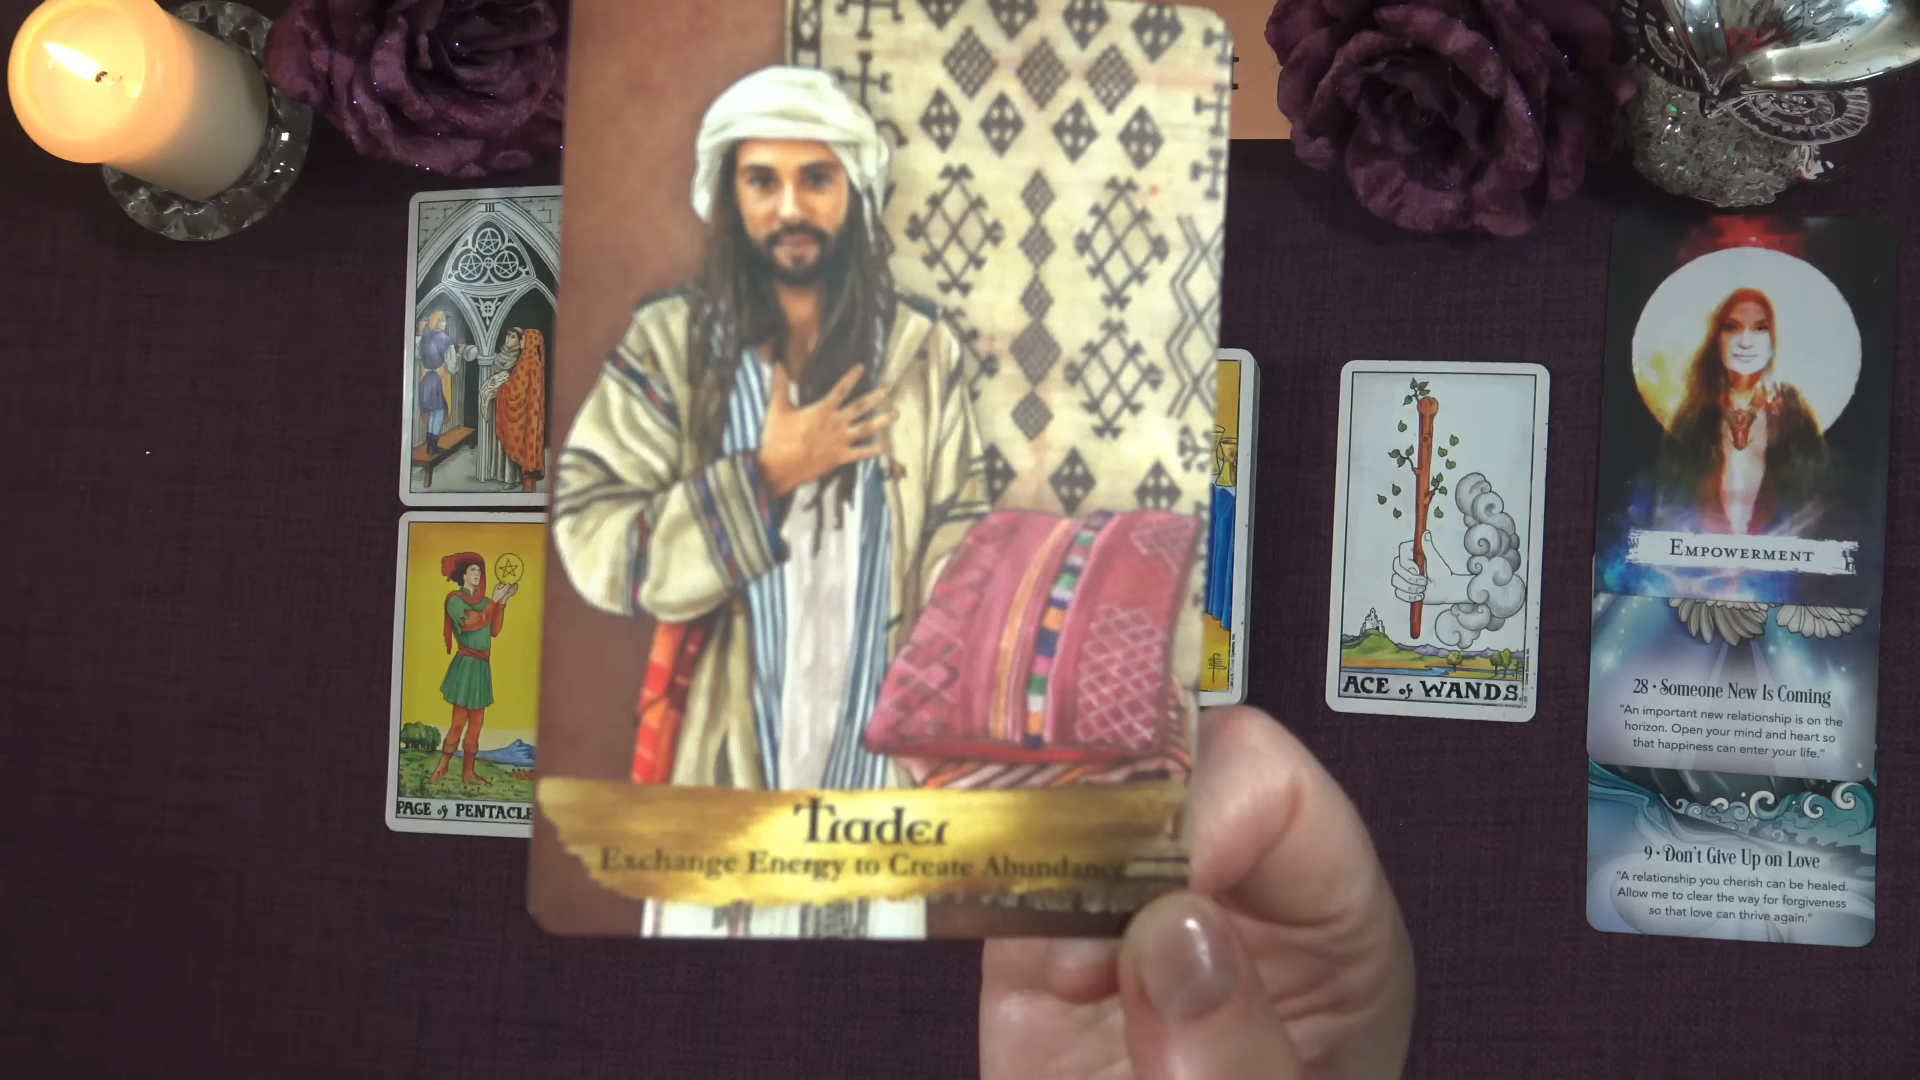 III
Trader
Exchange Energy to Create Abundance
PAGE of PENTACLE
ACE of WANDS.
EMPOWERMENT
28 • Someone New Is Coming
"An important new relationship is on the
horizon. Open your mind and heart so
that happiness can enter your life."
9 • Don't Give Up on Love
"A relationship you cherish can be healed.
Allow me to clear the way for forgiveness
so that love can thrive again."